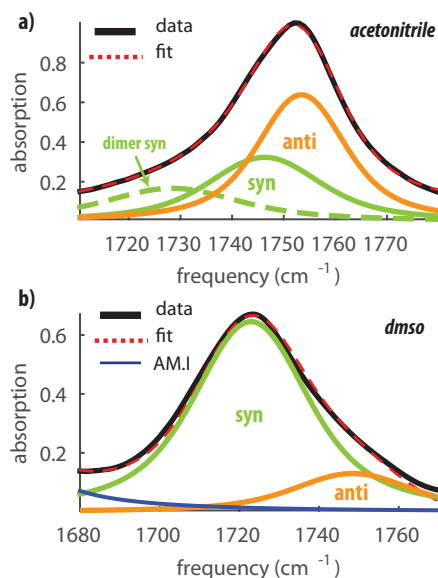 a)
acetonitrile
data
fit
0.8
0.6
0.4
0.2
absorption
dimer syn
anti
syn
1720 1730 1740 1750 1760 1770
frequency (cm -1)
b)
dmso
data
fit
AM.I
0.6
0.4
0.2
absorption
syn
anti
1680 1700 1720 1740 1760
frequency (cm -1)